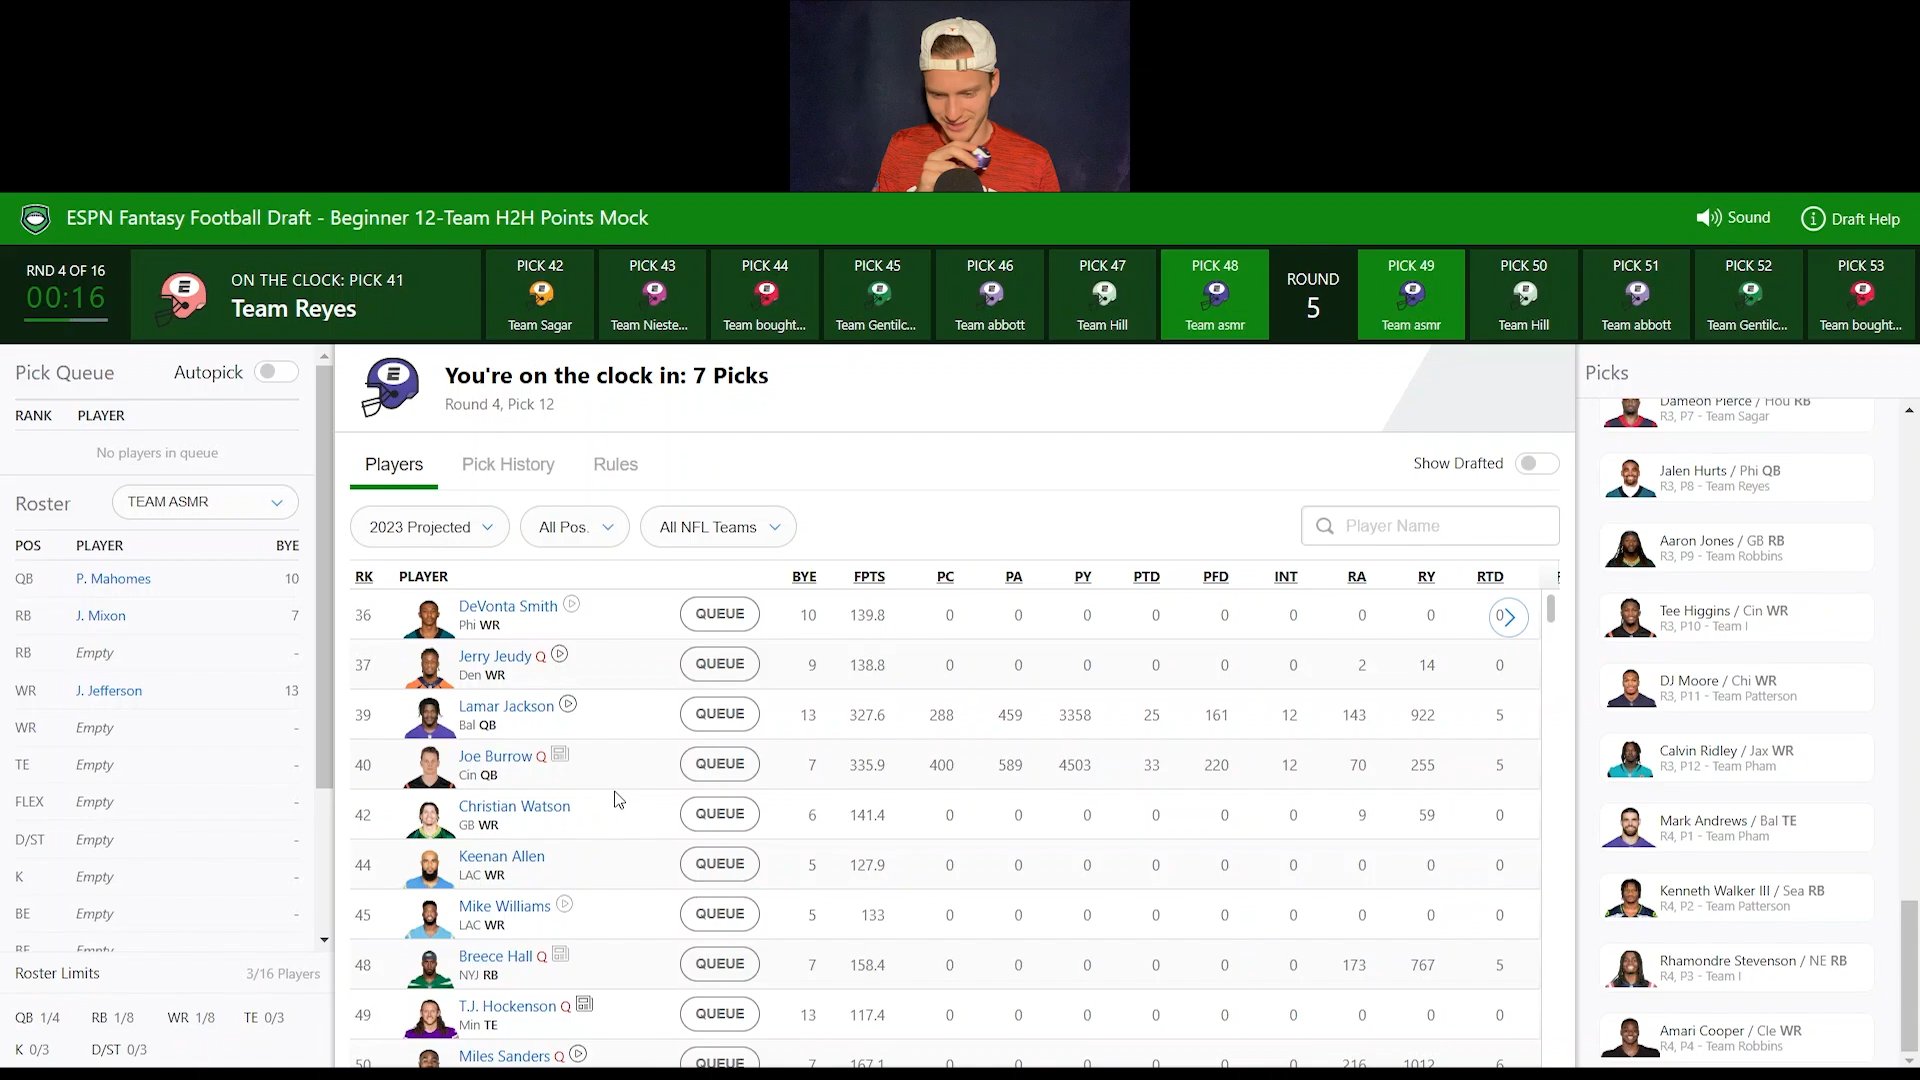 ESPN Fantasy Football Draft - Beginner 12-Team H2H Points Mock
Sound
Draft Help
RND 4 OF 16
00:16
ON THE CLOCK: PICK 41
Team Reyes
PICK 42
Team Sagar
PICK 43
Team Nieste...
PICK 44
Team bought...
PICK 45
Team Gentilc...
PICK 46
Team abbott
PICK 47
Team Hill
PICK 48
Team asmr
ROUND
5
PICK 49
Team asmr
PICK 50
Team Hill
PICK 51
Team abbott
PICK 52
Team Gentilc...
PICK 53
Team bought...
Pick Queue
Autopick
RANK PLAYER
No players in queue
Roster
TEAM ASMR
POS PLAYER BYE
QB P. Mahomes 10
RB J. Mixon 7
RB Empty -
WR J. Jefferson 13
WR Empty -
TE Empty -
FLEX Empty -
D/ST Empty -
K Empty -
BE Empty -
BE Empty -
Roster Limits 3/16 Players
QB 1/4 RB 1/8 WR 1/8 TE 0/3
K 0/3 D/ST 0/3
You're on the clock in: 7 Picks
Round 4, Pick 12
Players Pick History Rules
Show Drafted
2023 Projected All Pos. All NFL Teams
Player Name
RK PLAYER BYE FPTS PC PA PY PTD PFD INT RA RY RTD
36 DeVonta Smith QUEUE 10 139.8 0 0 0 0 0 0 0 0 0
Phi WR
37 Jerry Jeudy Q QUEUE 9 138.8 0 0 0 0 0 0 2 14 0
Den WR
39 Lamar Jackson QUEUE 13 327.6 288 459 3358 25 161 12 143 922 5
Bal QB
40 Joe Burrow Q QUEUE 7 335.9 400 589 4503 33 220 12 70 255 5
Cin QB
42 Christian Watson QUEUE 6 141.4 0 0 0 0 0 0 9 59 0
GB WR
44 Keenan Allen QUEUE 5 127.9 0 0 0 0 0 0 0 0 0
LAC WR
45 Mike Williams QUEUE 5 133 0 0 0 0 0 0 0 0 0
LAC WR
48 Breece Hall Q QUEUE 7 158.4 0 0 0 0 0 0 173 767 5
NYJ RB
49 T.J. Hockenson Q QUEUE 13 117.4 0 0 0 0 0 0 0 0 0
Min TE
50 Miles Sanders Q QUEUE 7 167.1 0 0 0 0 0 0 216 1012 6
Picks
Dameon Pierce / Hou RB
R3, P7 - Team Sagar
Jalen Hurts / Phi QB
R3, P8 - Team Reyes
Aaron Jones / GB RB
R3, P9 - Team Robbins
Tee Higgins / Cin WR
R3, P10 - Team I
DJ Moore / Chi WR
R3, P11 - Team Patterson
Calvin Ridley / Jax WR
R3, P12 - Team Pham
Mark Andrews / Bal TE
R4, P1 - Team Pham
Kenneth Walker III / Sea RB
R4, P2 - Team Patterson
Rhamondre Stevenson / NE RB
R4, P3 - Team I
Amari Cooper / Cle WR
R4, P4 - Team Robbins